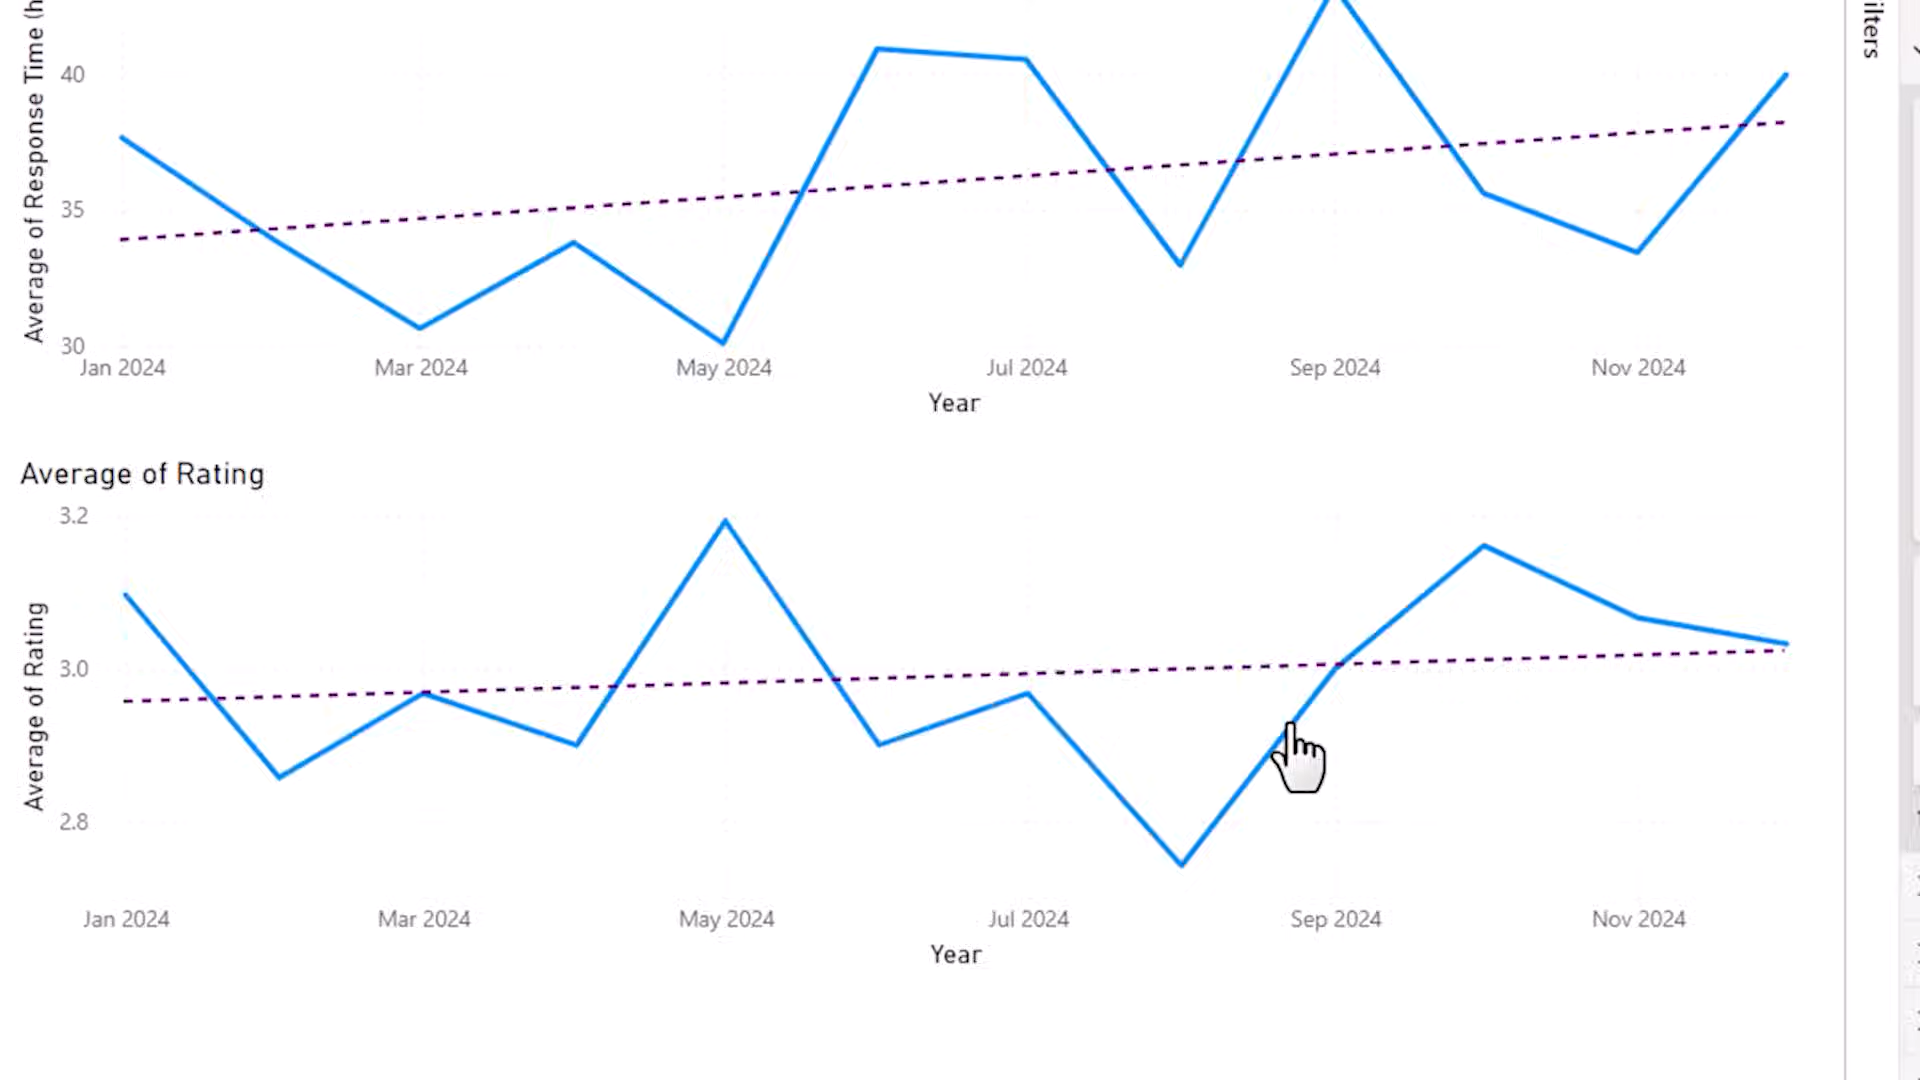 Average of Response Time (h
40
35
30
Jan 2024 Mar 2024 May 2024 Jul 2024 Sep 2024 Nov 2024
Year
Average of Rating
Average of Rating
3.2
3.0
2.8
Jan 2024 Mar 2024 May 2024 Jul 2024 Sep 2024 Nov 2024
Year
ilters